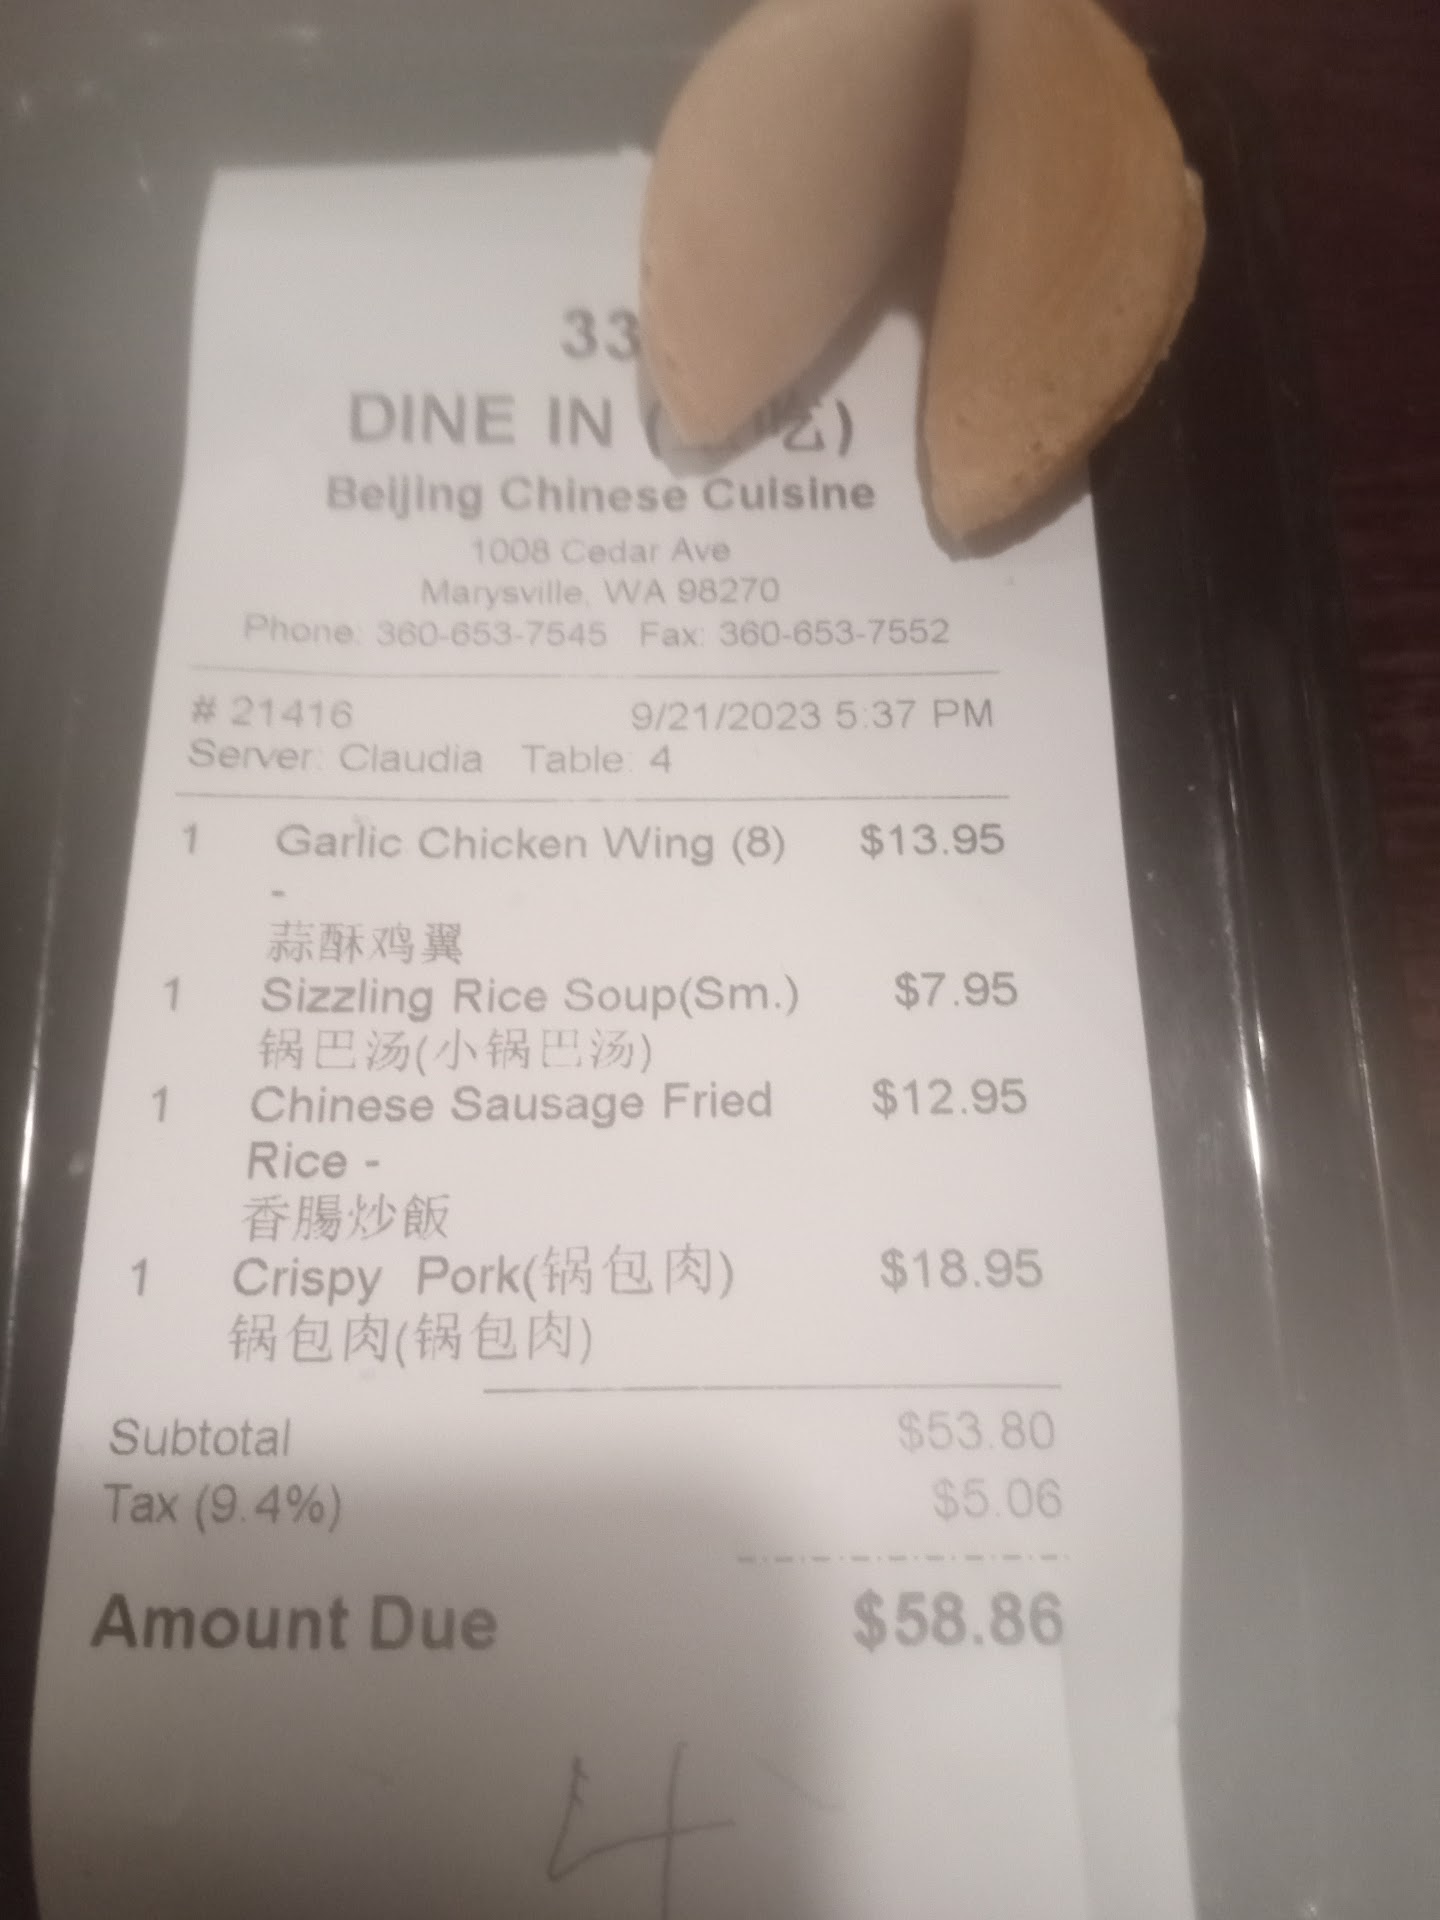 33
DINE IN ( 吃)
Beijing Chinese Cuisine
1008 Cedar Ave
Marysville, WA 98270
Phone: 360-653-7545 Fax: 360-653-7552
# 21416 9/21/2023 5:37 PM
Server: Claudia Table: 4
1 Garlic Chicken Wing (8) $13.95
-
蒜酥鸡翼
1 Sizzling Rice Soup(Sm.) $7.95
锅巴汤(小锅巴汤)
1 Chinese Sausage Fried $12.95
Rice -
香腸炒飯
1 Crispy Pork(锅包肉) $18.95
锅包肉(锅包肉)
Subtotal $53.80
Tax (9.4%) $5.06
Amount Due $58.86
4